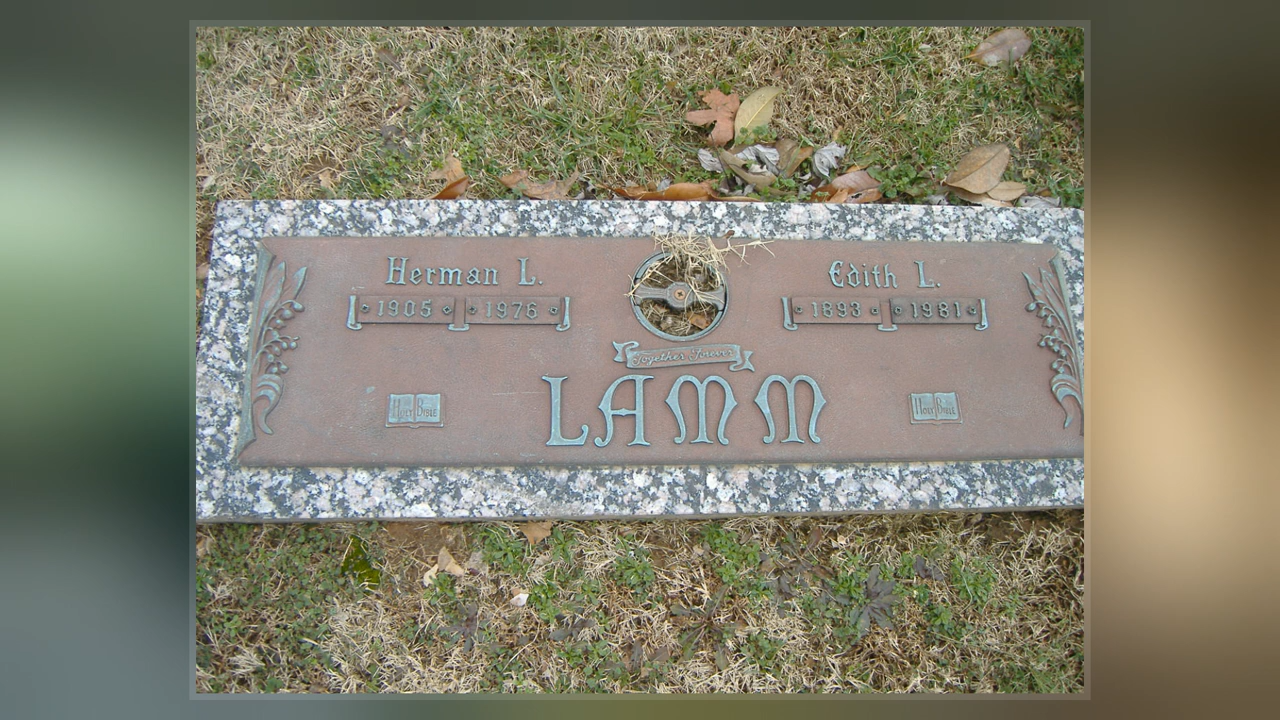 Herman L.
1905 1976
Edith L.
1893 1981
Together Forever
LAMM
HOLY BIBLE
HOLY BIBLE